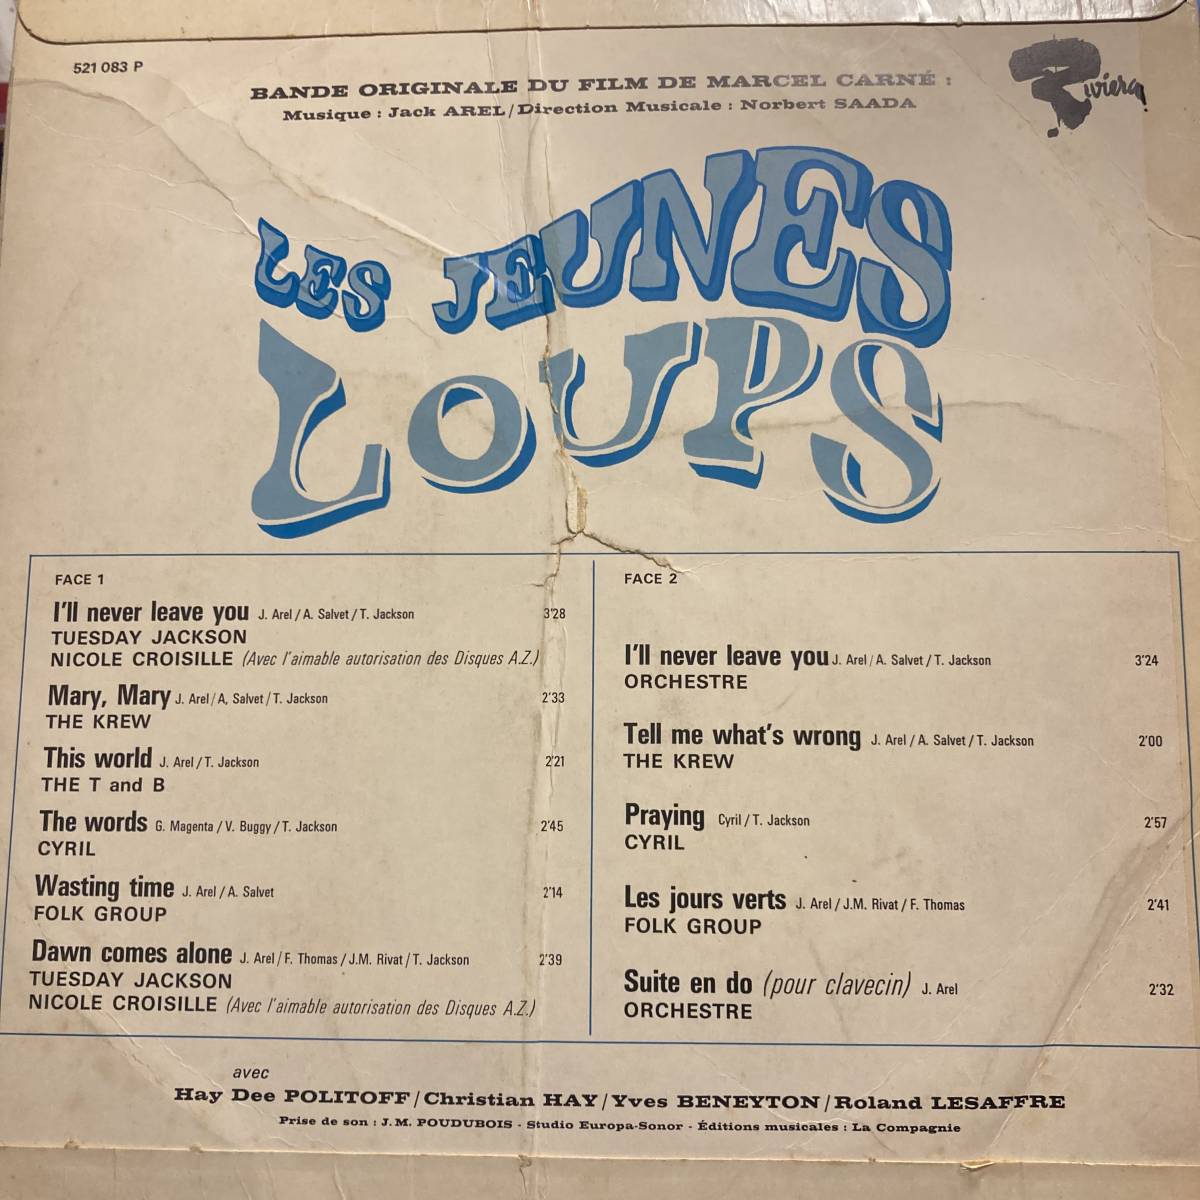 521 083 P
BANDE ORIGINALE DU FILM DE MARCEL CARNÉ :
Musique : Jack AREL/Direction Musicale : Norbert SAADA
Riviera
LES JEUNES
LOUPS
FACE 1
I'll never leave you J. Arel / A. Salvet / T. Jackson 3'28
TUESDAY JACKSON
NICOLE CROISILLE (Avec l'aimable autorisation des Disques A.Z.)
Mary, Mary J. Arel / A, Salvet / T. Jackson 2'33
THE KREW
This world J. Arel / T. Jackson 2'21
THE T and B
The words G. Magenta / V. Buggy / T. Jackson 2'45
CYRIL
Wasting time J. Arel / A. Salvet 2'14
FOLK GROUP
Dawn comes alone J. Arel / F. Thomas / J.M. Rivat / T. Jackson 2'39
TUESDAY JACKSON
NICOLE CROISILLE (Avec l'aimable autorisation des Disques A.Z.)
FACE 2
I'll never leave you J. Arel / A. Salvet / T. Jackson 3'24
ORCHESTRE
Tell me what's wrong J. Arel / A. Salvet / T. Jackson 2'00
THE KREW
Praying Cyril / T. Jackson 2'57
CYRIL
Les jours verts J. Arel / J.M. Rivat / F. Thomas 2'41
FOLK GROUP
Suite en do (pour clavecin) J. Arel 2'32
ORCHESTRE
avec
Hay Dee POLITOFF/Christian HAY/Yves BENEYTON/Roland LESAFFRE
Prise de son : J.M. POUDUBOIS - Studio Europa-Sonor - Éditions musicales : La Compagnie